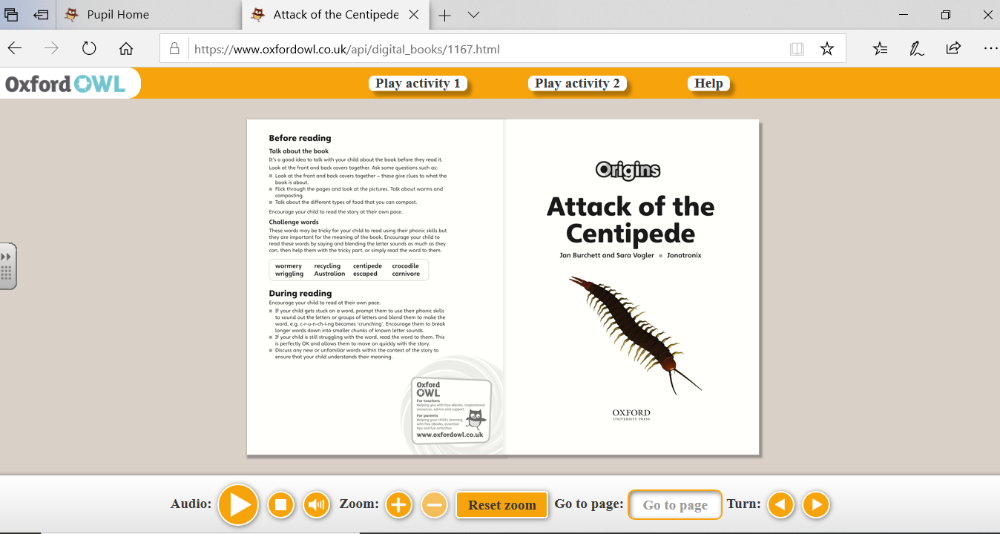 Pupil Home
Attack of the Centipede
https://www.oxfordowl.co.uk/api/digital_books/1167.html
Oxford OWL
Play activity 1
Play activity 2
Help
Before reading
Talk about the book
It's a good idea to talk with your child about the book before they read it.
Look at the front and back covers together. Ask some questions such as:
Look at the front and back covers together – these give clues to what the
book is about.
Flick through the pages and look at the pictures. Talk about worms and
composting.
Talk about the different types of food that you can compost.
Encourage your child to read the story at their own pace.
Challenge words
These words may be tricky for your child to read using their phonic skills but
they are important for the meaning of the book. Encourage your child to
read these words by saying and blending the letter sounds as much as they
can, then help them with the tricky part, or simply read the word to them.
wormery recycling centipede crocodile
wriggling Australian escaped carnivore
During reading
Encourage your child to read at their own pace.
If your child gets stuck on a word, prompt them to use their phonic skills
to sound out the letters or groups of letters and blend them to make the
word, e.g. c-r-u-n-ch-i-ng becomes 'crunching'. Encourage them to break
longer words down into smaller chunks of known letter sounds.
If your child is still struggling with the word, read the word to them. This
is perfectly OK and allows them to move on quickly with the story.
Discuss any new or unfamiliar words within the context of the story to
ensure that your child understands their meaning.
Oxford
OWL
For teachers
Helping you with free eBooks, inspirational
resources, advice and support
For parents
Helping your child's learning
with free eBooks, essential
tips and fun activities
www.oxfordowl.co.uk
Origins
Attack of the
Centipede
Jan Burchett and Sara Vogler ▪ Jonatronix
OXFORD
UNIVERSITY PRESS
Audio:
Zoom:
Reset zoom
Go to page:
Go to page
Turn: